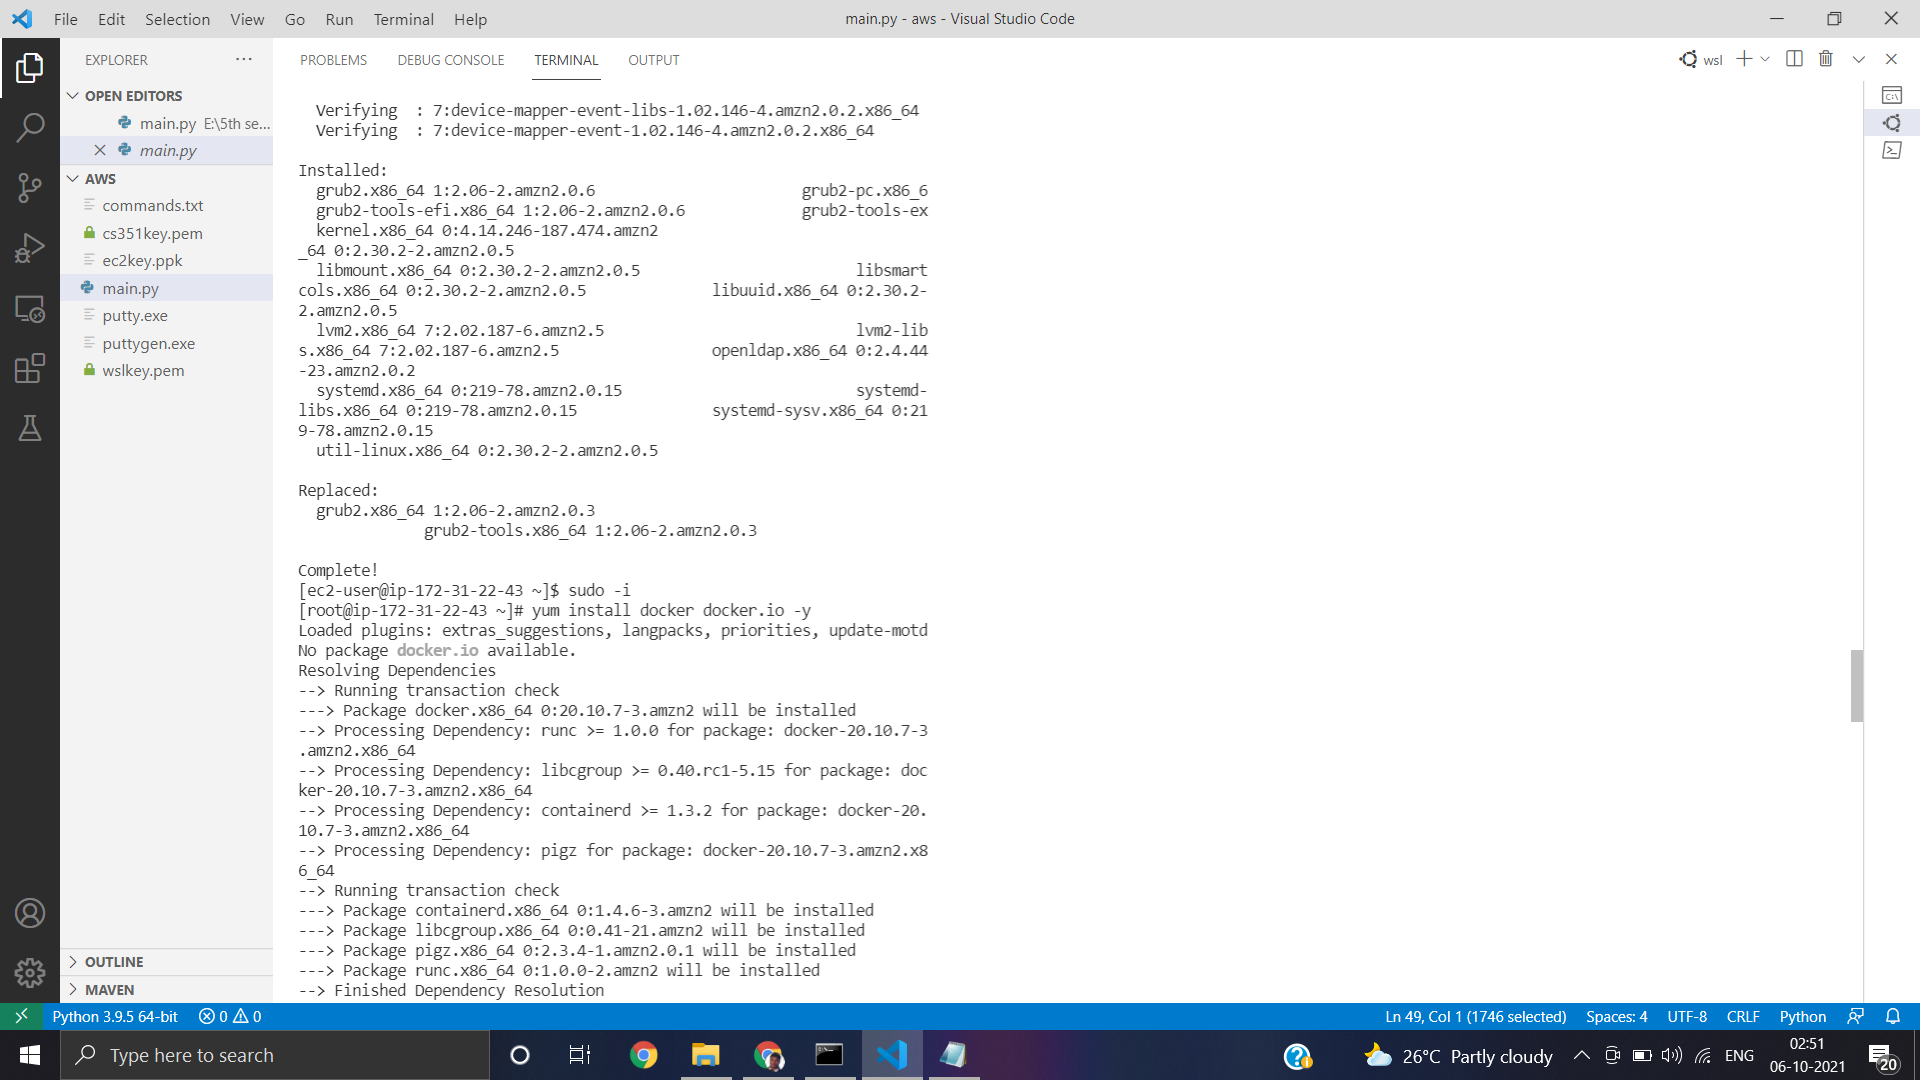 File Edit Selection View Go Run Terminal Help
main.py - aws - Visual Studio Code
EXPLORER
OPEN EDITORS
main.py E:\5th se...
main.py
AWS
commands.txt
cs351key.pem
ec2key.ppk
main.py
putty.exe
puttygen.exe
wslkey.pem
OUTLINE
MAVEN
PROBLEMS DEBUG CONSOLE TERMINAL OUTPUT
wsl
Verifying : 7:device-mapper-event-libs-1.02.146-4.amzn2.0.2.x86_64
Verifying : 7:device-mapper-event-1.02.146-4.amzn2.0.2.x86_64
Installed:
grub2.x86_64 1:2.06-2.amzn2.0.6 grub2-pc.x86_6
grub2-tools-efi.x86_64 1:2.06-2.amzn2.0.6 grub2-tools-ex
kernel.x86_64 0:4.14.246-187.474.amzn2
_64 0:2.30.2-2.amzn2.0.5
libmount.x86_64 0:2.30.2-2.amzn2.0.5 libsmart
cols.x86_64 0:2.30.2-2.amzn2.0.5 libuuid.x86_64 0:2.30.2-
2.amzn2.0.5
lvm2.x86_64 7:2.02.187-6.amzn2.5 lvm2-lib
s.x86_64 7:2.02.187-6.amzn2.5 openldap.x86_64 0:2.4.44
-23.amzn2.0.2
systemd.x86_64 0:219-78.amzn2.0.15 systemd-
libs.x86_64 0:219-78.amzn2.0.15 systemd-sysv.x86_64 0:21
9-78.amzn2.0.15
util-linux.x86_64 0:2.30.2-2.amzn2.0.5
Replaced:
grub2.x86_64 1:2.06-2.amzn2.0.3
grub2-tools.x86_64 1:2.06-2.amzn2.0.3
Complete!
[ec2-user@ip-172-31-22-43 ~]$ sudo -i
[root@ip-172-31-22-43 ~]# yum install docker docker.io -y
Loaded plugins: extras_suggestions, langpacks, priorities, update-motd
No package docker.io available.
Resolving Dependencies
--> Running transaction check
---> Package docker.x86_64 0:20.10.7-3.amzn2 will be installed
--> Processing Dependency: runc >= 1.0.0 for package: docker-20.10.7-3
.amzn2.x86_64
--> Processing Dependency: libcgroup >= 0.40.rc1-5.15 for package: doc
ker-20.10.7-3.amzn2.x86_64
--> Processing Dependency: containerd >= 1.3.2 for package: docker-20.
10.7-3.amzn2.x86_64
--> Processing Dependency: pigz for package: docker-20.10.7-3.amzn2.x8
6_64
--> Running transaction check
---> Package containerd.x86_64 0:1.4.6-3.amzn2 will be installed
---> Package libcgroup.x86_64 0:0.41-21.amzn2 will be installed
---> Package pigz.x86_64 0:2.3.4-1.amzn2.0.1 will be installed
---> Package runc.x86_64 0:1.0.0-2.amzn2 will be installed
--> Finished Dependency Resolution
Python 3.9.5 64-bit 0 0
Ln 49, Col 1 (1746 selected) Spaces: 4 UTF-8 CRLF Python
Type here to search
26°C Partly cloudy
ENG
02:51
06-10-2021
20